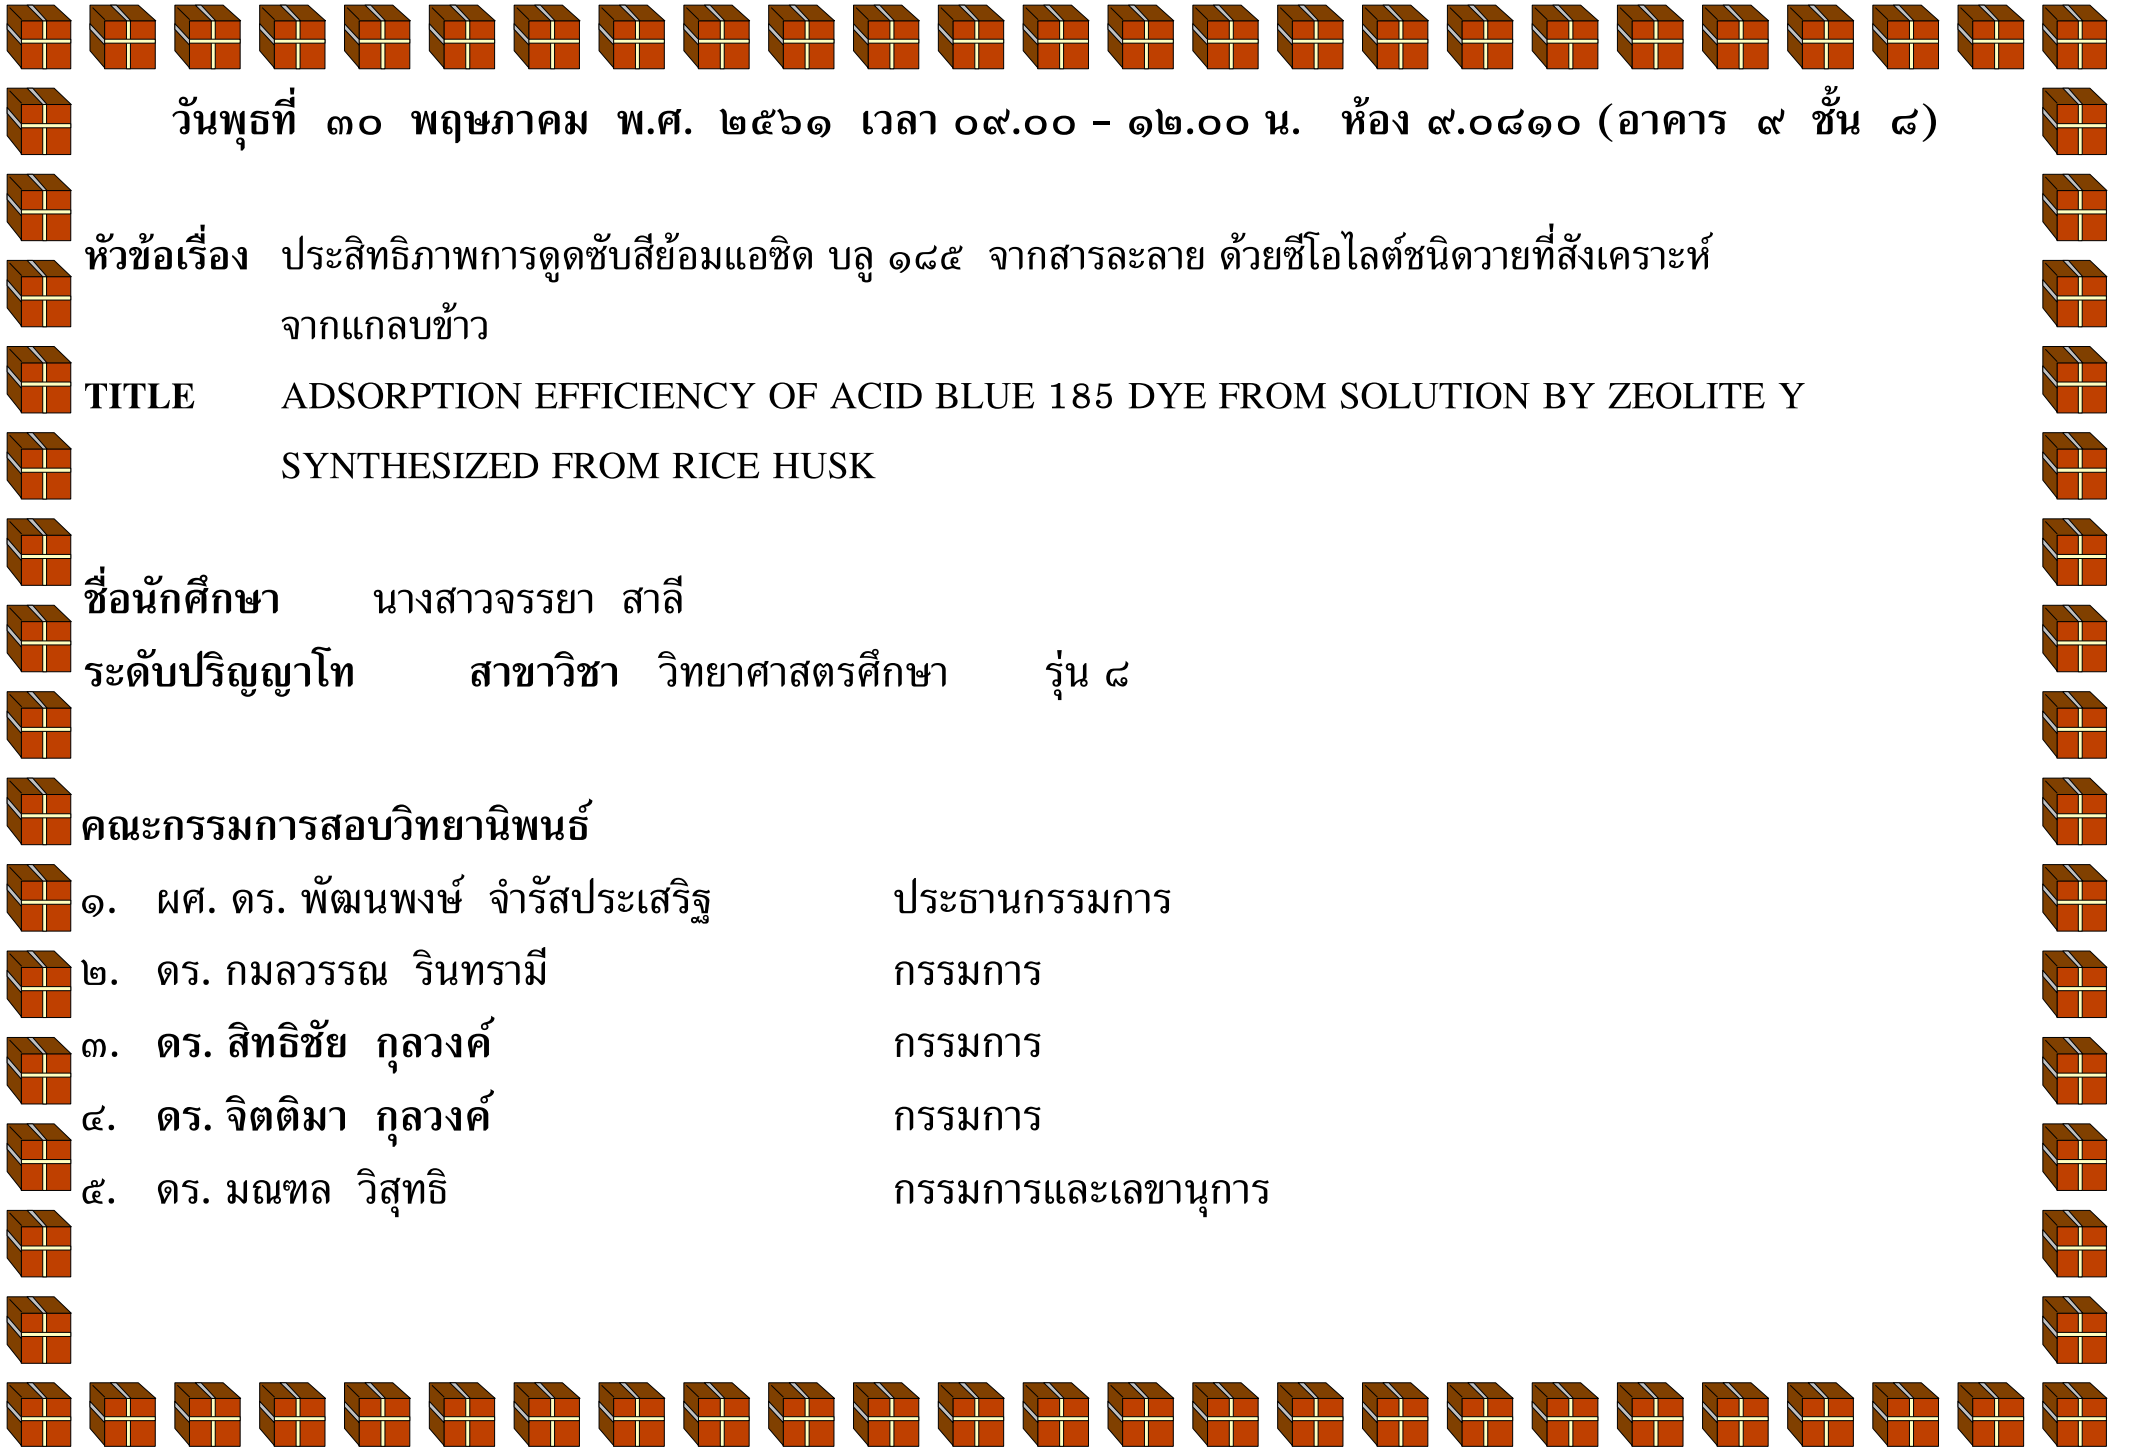 วันพุธที่ ๓๐ พฤษภาคม พ.ศ. ๒๕๖๑ เวลา ๐๙.๐๐ - ๑๒.๐๐ น. ห้อง ๙.๐๘๑๐ (อาคาร ๙ ชั้น ๘)
หัวข้อเรื่อง ประสิทธิภาพการดูดซับสีย้อมแอซิด บลู ๑๘๕ จากสารละลาย ด้วยซีโอไลต์ชนิดวายที่สังเคราะห์
จากแกลบข้าว
TITLE ADSORPTION EFFICIENCY OF ACID BLUE 185 DYE FROM SOLUTION BY ZEOLITE Y
SYNTHESIZED FROM RICE HUSK
ชื่อนักศึกษา นางสาวจรรยา สาลี
ระดับปริญญาโท สาขาวิชา วิทยาศาสตรศึกษา รุ่น ๘
คณะกรรมการสอบวิทยานิพนธ์
๑. ผศ. ดร. พัฒนพงษ์ จำรัสประเสริฐ ประธานกรรมการ
๒. ดร. กมลวรรณ รินทรามี กรรมการ
๓. ดร. สิทธิชัย กุลวงค์ กรรมการ
๔. ดร. จิตติมา กุลวงค์ กรรมการ
๕. ดร. มณฑล วิสุทธิ กรรมการและเลขานุการ